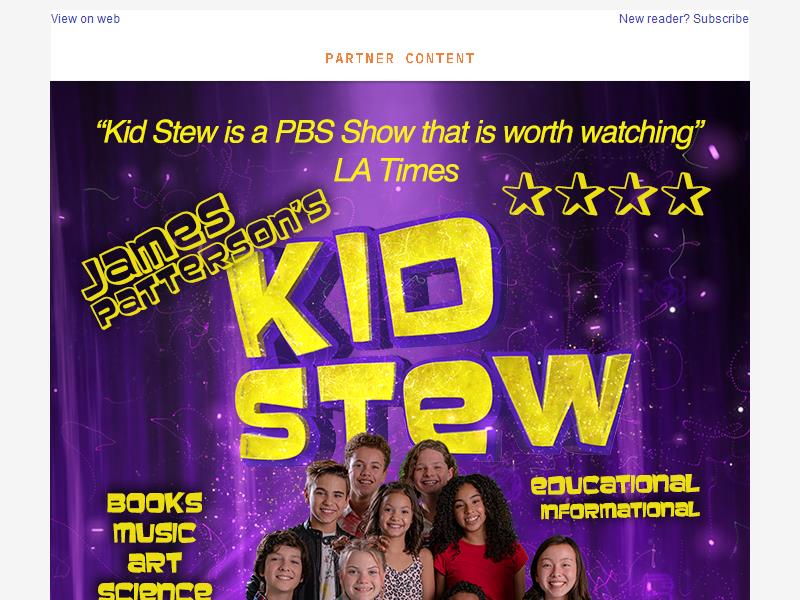 View on web
New reader? Subscribe
PARTNER CONTENT
“Kid Stew is a PBS Show that is worth watching”
LA Times
James
Patterson's
KID
STew
BOOKS
MUSIC
ART
SCIENCE
eDUCATIONAL
INFORMATIONAL